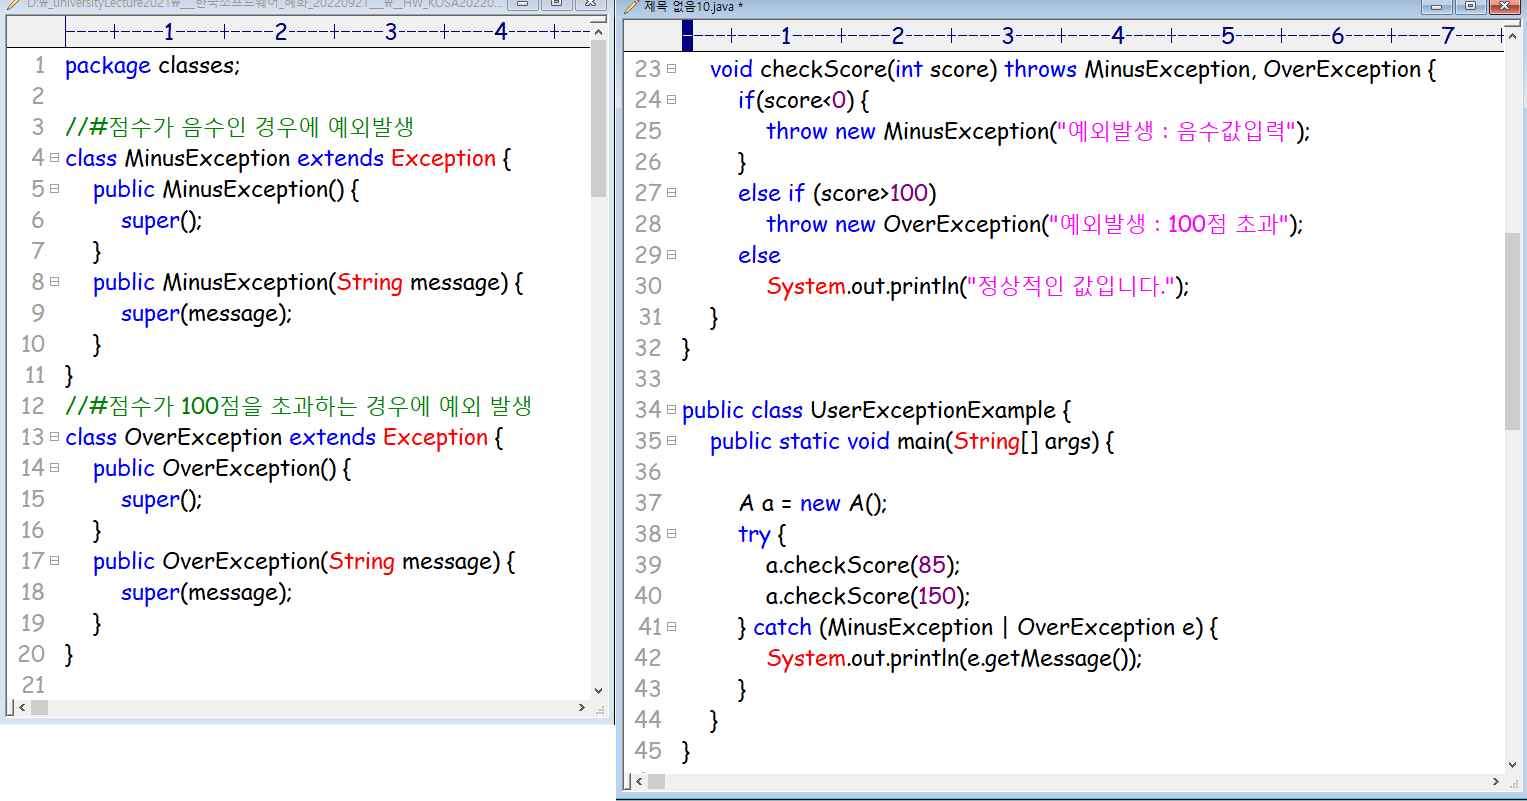 D:₩_universityLecture2021₩___한국소프트웨어_예화_20220921___₩__HW_KOSA20220...
1 2 3 4
1 package classes;
2
3 //#점수가 음수인 경우에 예외발생
4 class MinusException extends Exception {
5 public MinusException() {
6 super();
7 }
8 public MinusException(String message) {
9 super(message);
10 }
11 }
12 //#점수가 100점을 초과하는 경우에 예외 발생
13 class OverException extends Exception {
14 public OverException() {
15 super();
16 }
17 public OverException(String message) {
18 super(message);
19 }
20 }
21
제목 없음10.java *
1 2 3 4 5 6 7
23 void checkScore(int score) throws MinusException, OverException {
24 if(score<0) {
25 throw new MinusException("예외발생 : 음수값입력");
26 }
27 else if (score>100)
28 throw new OverException("예외발생 : 100점 초과");
29 else
30 System.out.println("정상적인 값입니다.");
31 }
32 }
33
34 public class UserExceptionExample {
35 public static void main(String[] args) {
36
37 A a = new A();
38 try {
39 a.checkScore(85);
40 a.checkScore(150);
41 } catch (MinusException | OverException e) {
42 System.out.println(e.getMessage());
43 }
44 }
45 }